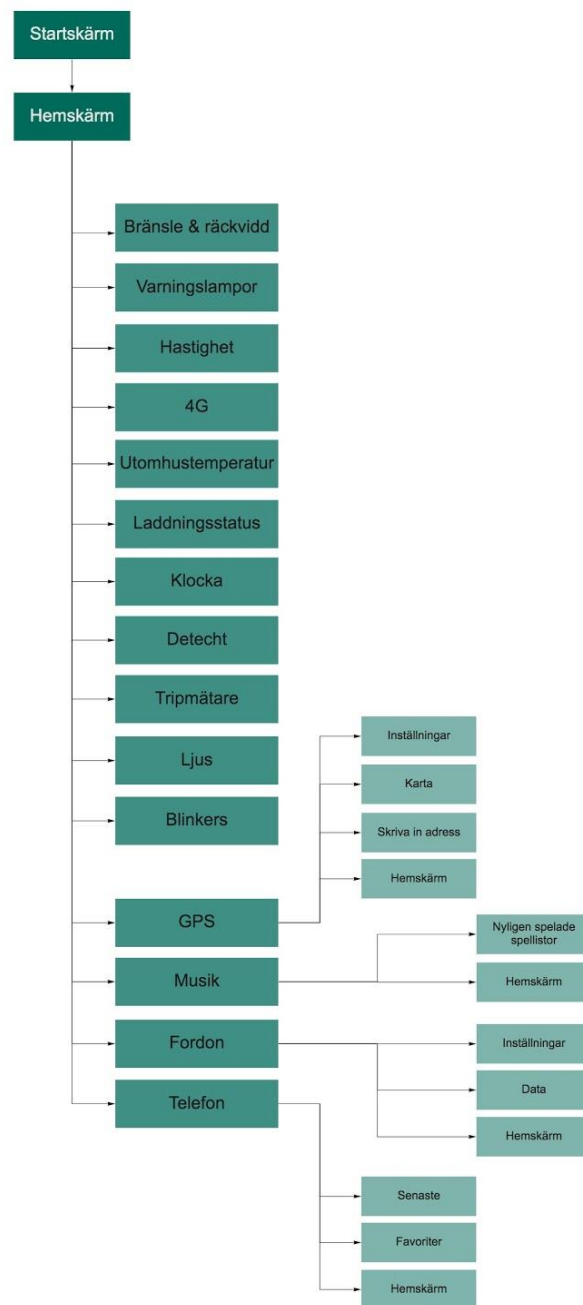 Startskärm
Hemskärm
Bränsle & räckvidd
Varningslampor
Hastighet
4G
Utomhustemperatur
Laddningsstatus
Klocka
Detecht
Tripmätare
Ljus
Blinkers
GPS
Inställningar
Karta
Skriva in adress
Hemskärm
Musik
Nyligen spelade
spellistor
Hemskärm
Fordon
Inställningar
Data
Hemskärm
Telefon
Senaste
Favoriter
Hemskärm